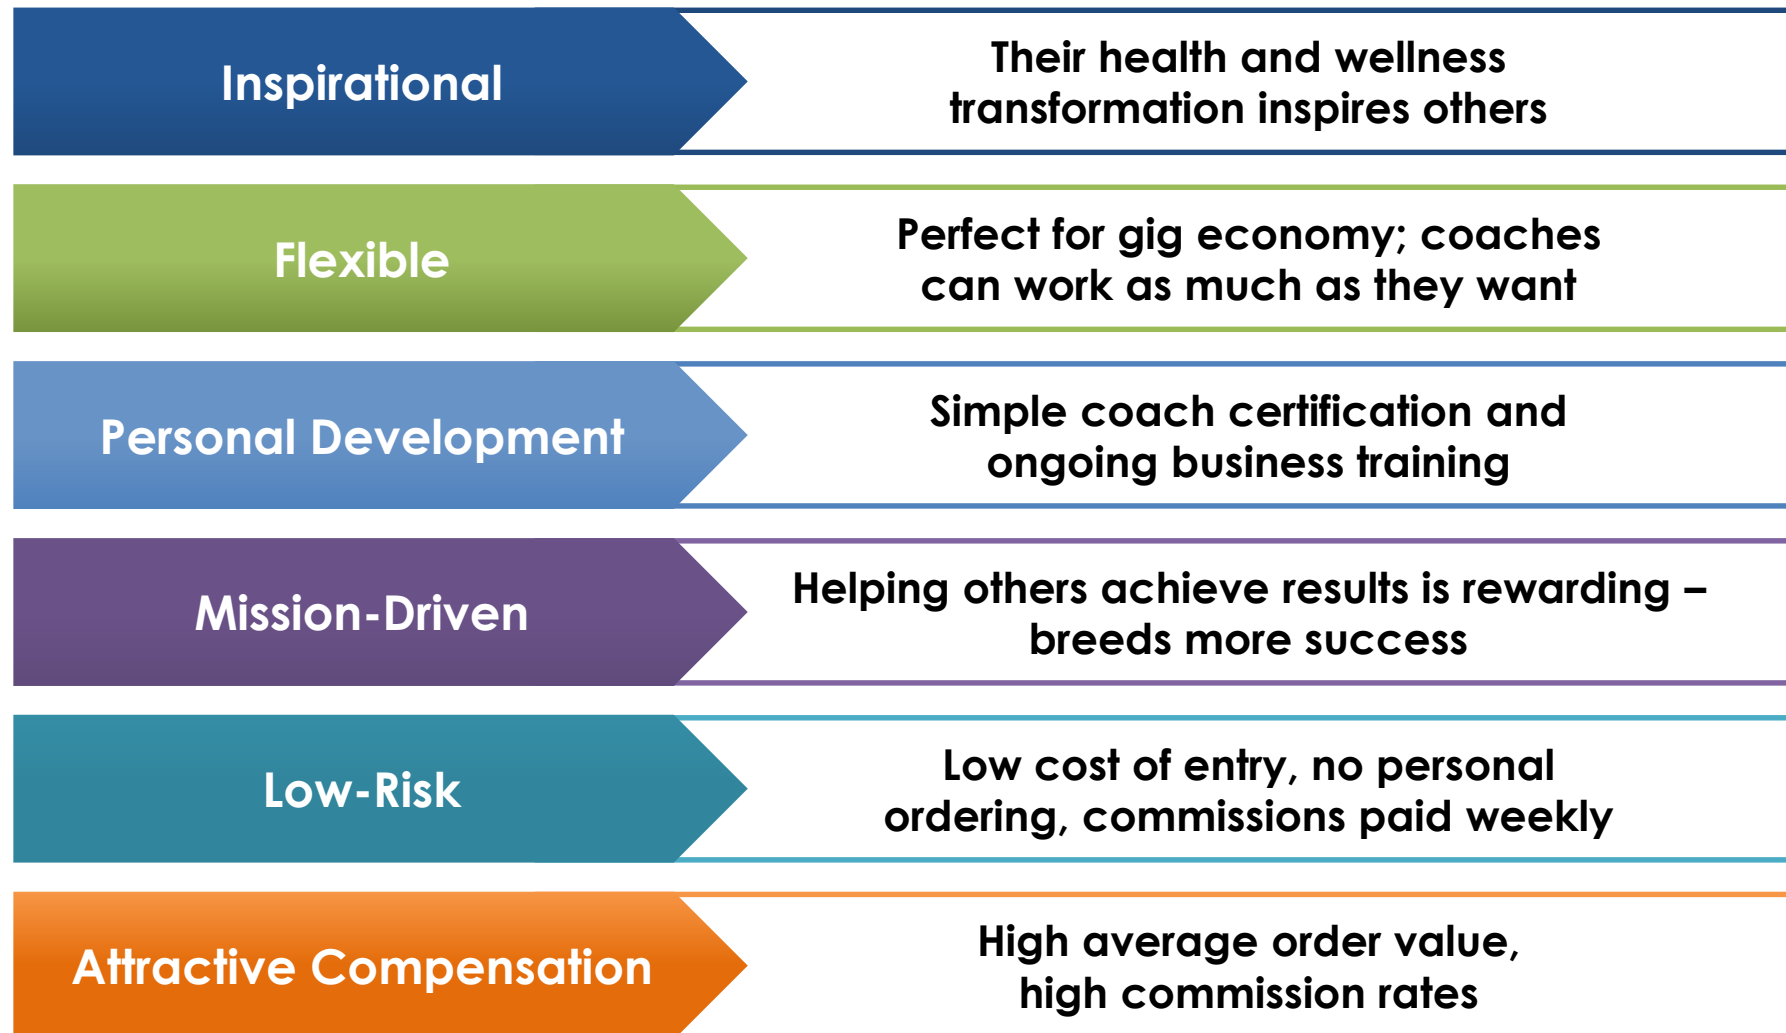 Inspirational
Their health and wellness
transformation inspires others
Flexible
Perfect for gig economy; coaches
can work as much as they want
Personal Development
Simple coach certification and
ongoing business training
Mission-Driven
Helping others achieve results is rewarding –
breeds more success
Low-Risk
Low cost of entry, no personal
ordering, commissions paid weekly
Attractive Compensation
High average order value,
high commission rates